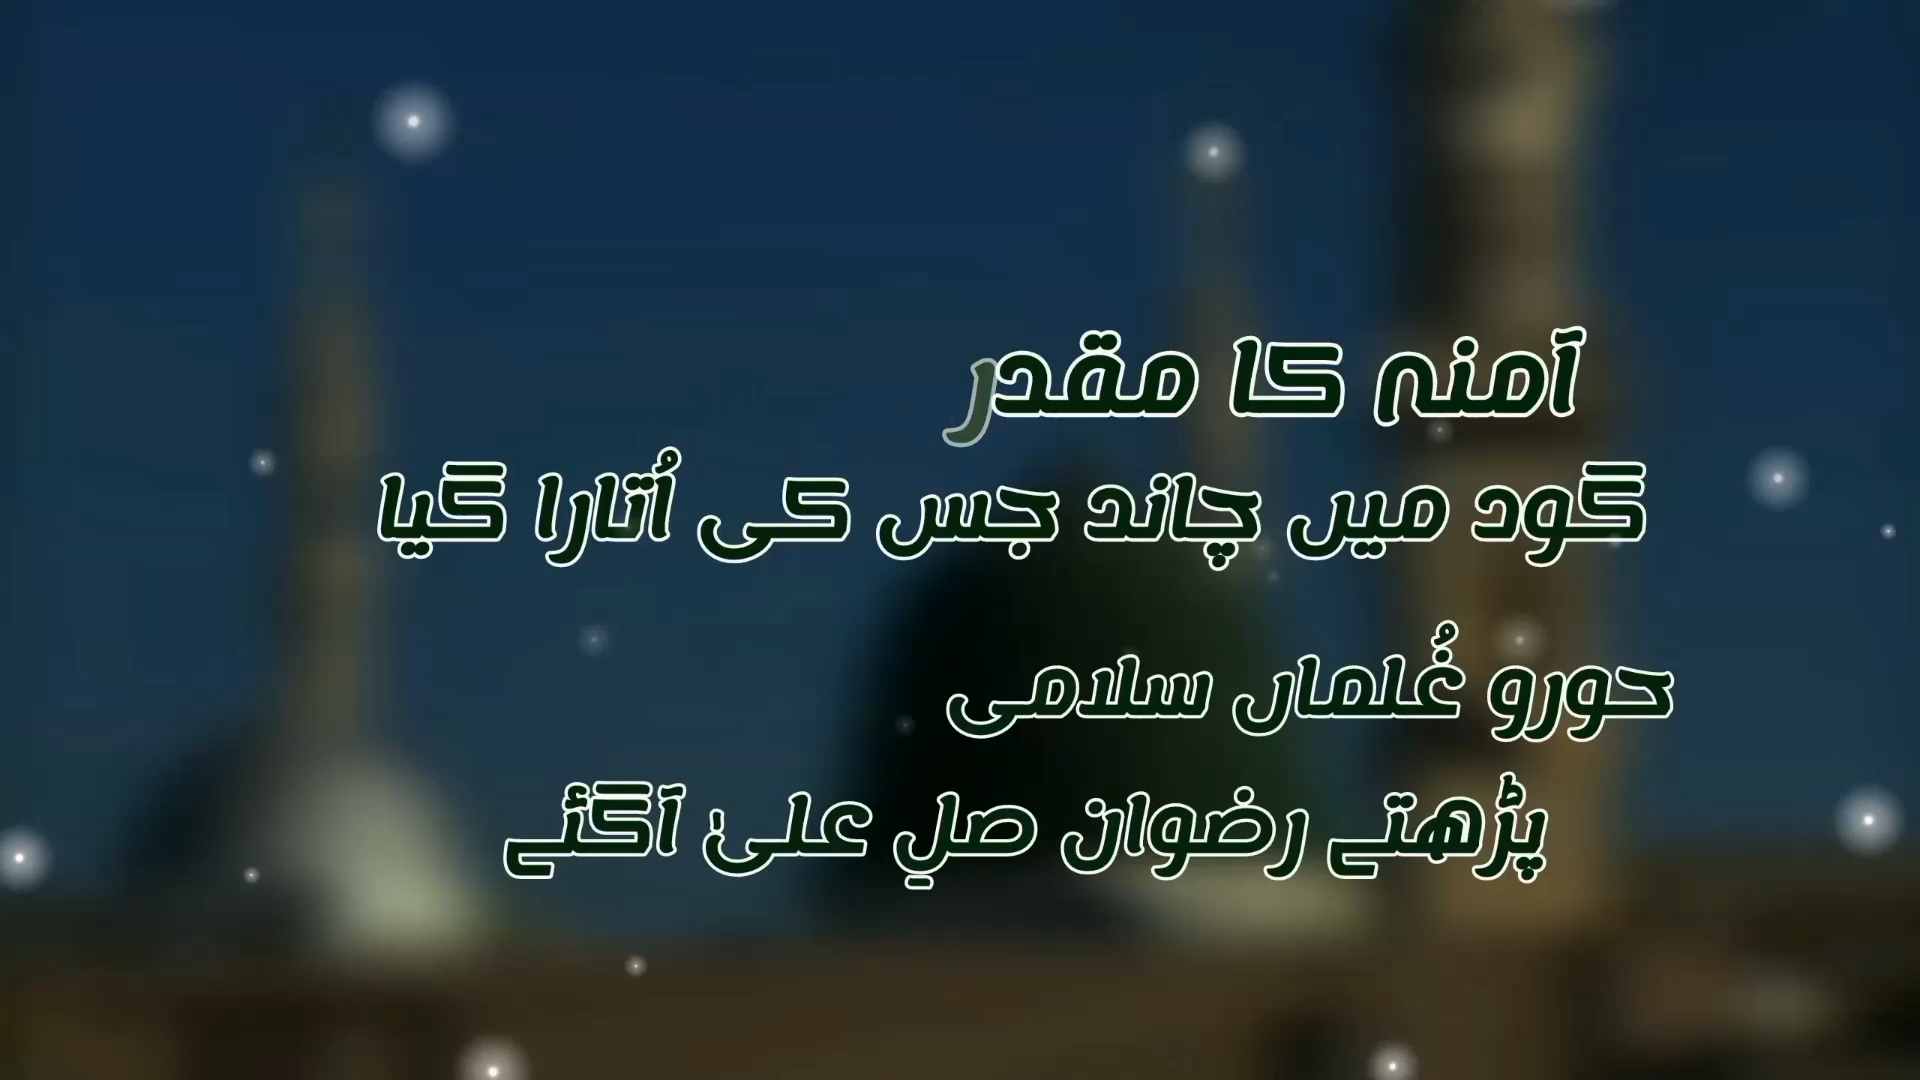 آمنہ کا مقدر
گود میں چاند جس کی اُتارا گیا
حورو غُلماں سلامی
پڑھتے رضوان صلِ علیٰ آگئے